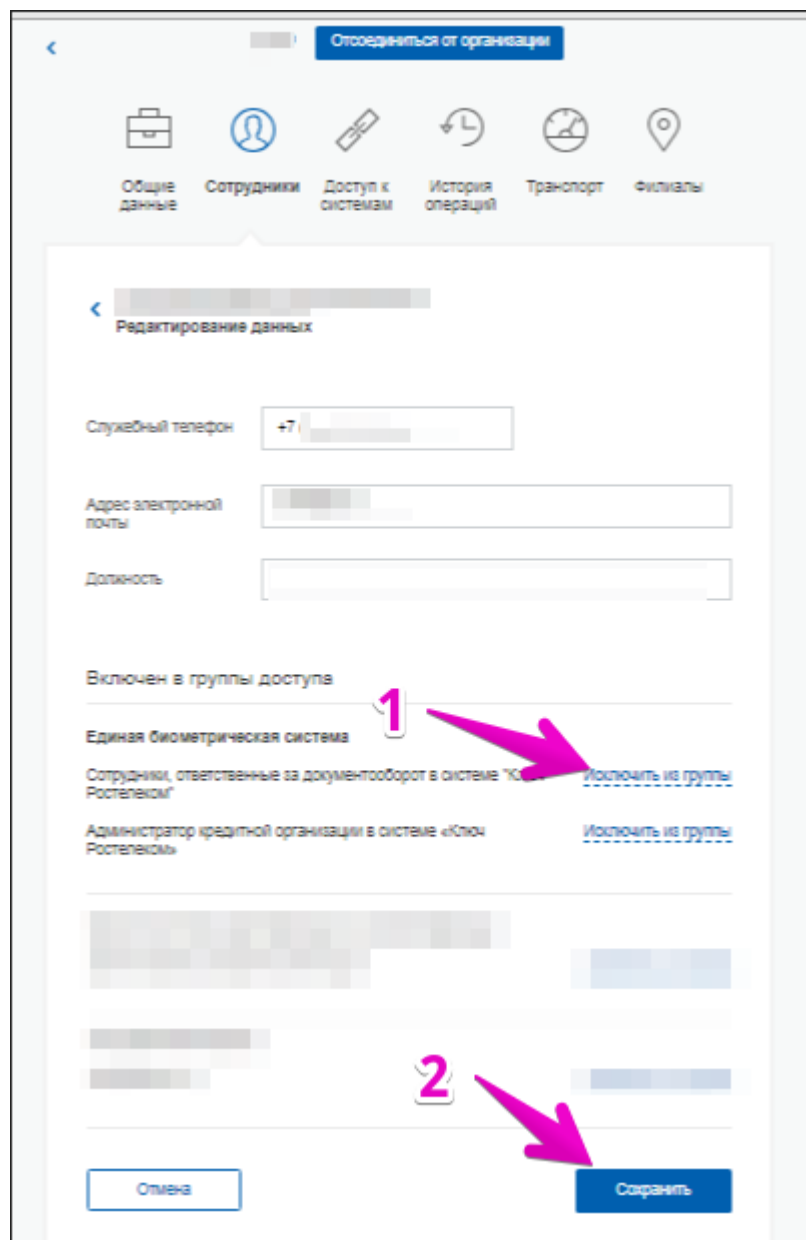 Отсоединиться от организации
Общие данные
Сотрудники
Доступ к системам
История операций
Транспорт
Филиалы
Редактирование данных
Служебный телефон
+7 (
Адрес электронной
почты
Должность
Включен в группы доступа
1
Единая биометрическая система
Сотрудники, ответственные за документооборот в системе "К
Исключить из группы
Ростелеком"
Администратор кредитной организации в системе «Ключ
Исключить из группы
Ростелеком»
2
Отмена
Сохранить